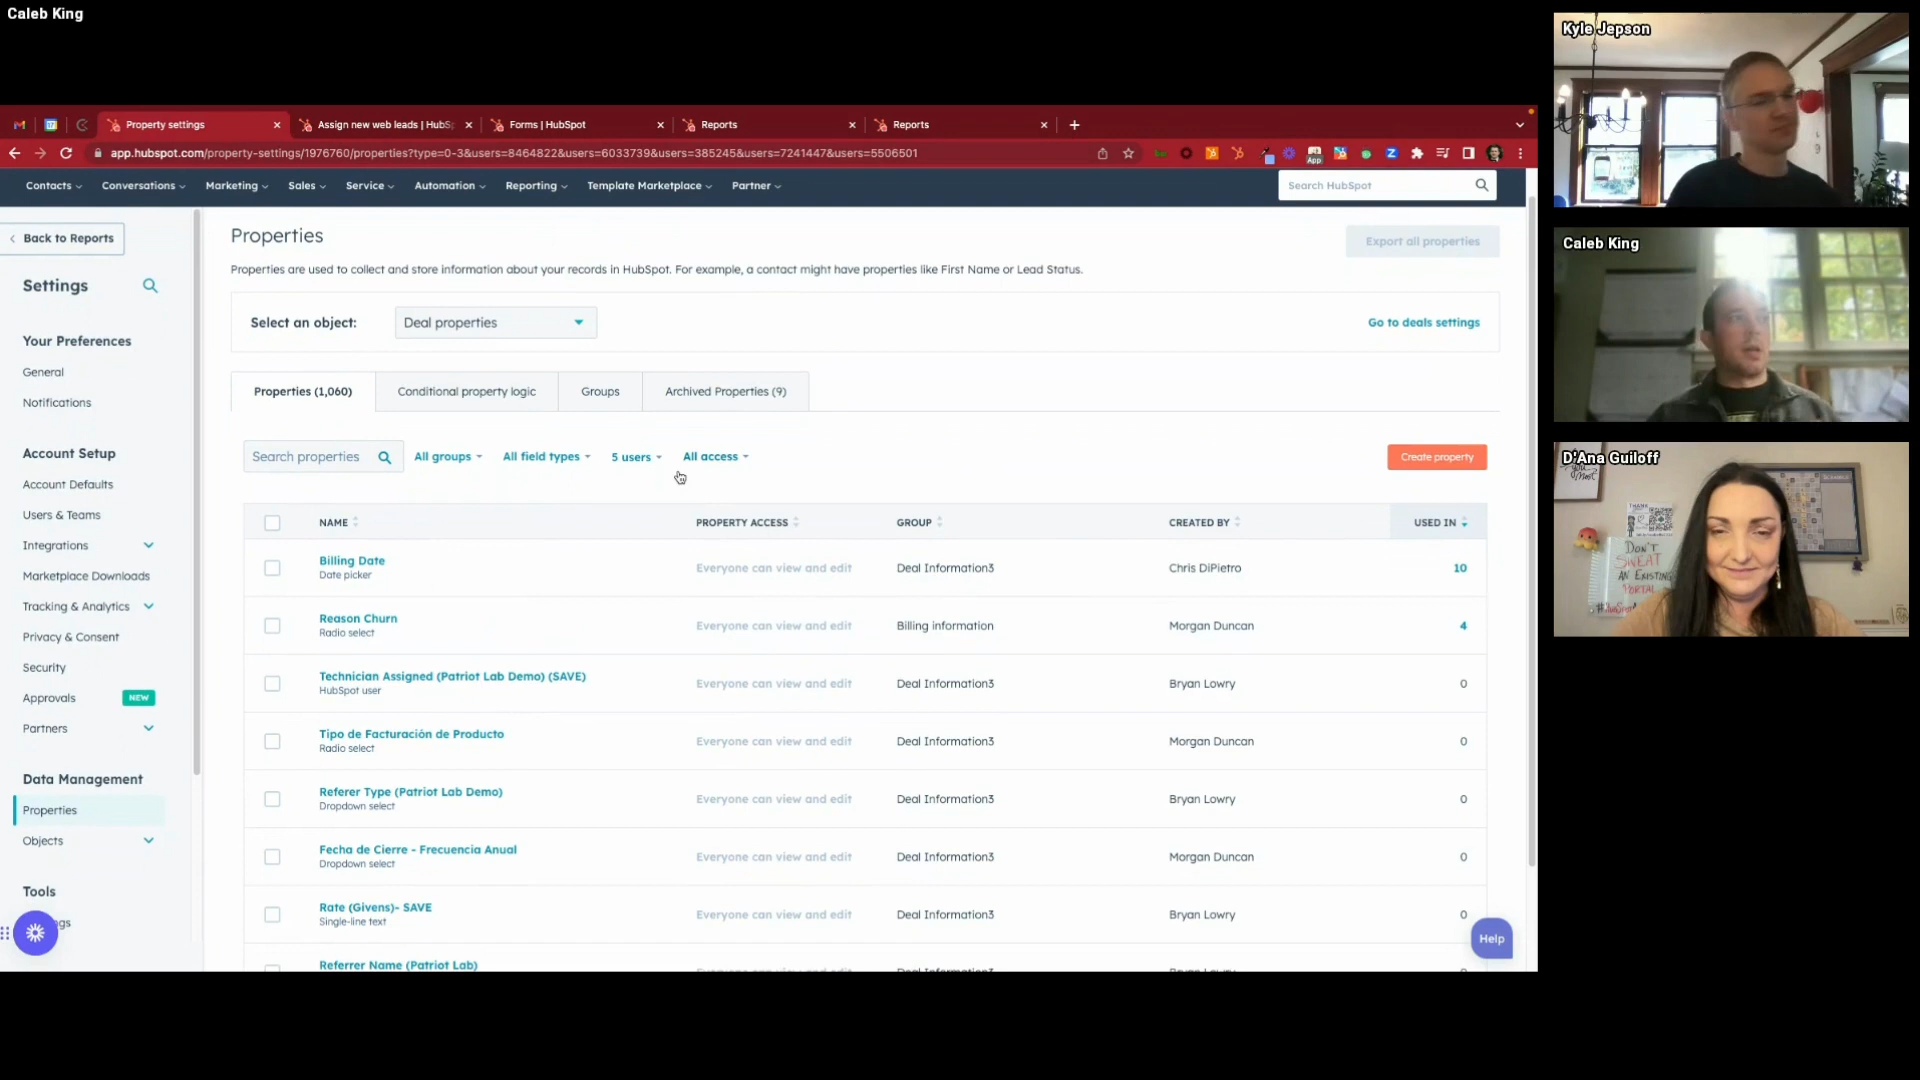 Caleb King
Property settings
Assign new web leads | HubS
Forms | HubSpot
Reports
Reports
app.hubspot.com/property-settings/1976760/properties?type=0-3&users=8464822&users=6033739&users=385245&users=7241447&users=5506501
App
Contacts
Conversations
Marketing
Sales
Service
Automation
Reporting
Template Marketplace
Partner
Search HubSpot
Back to Reports
Settings
Your Preferences
General
Notifications
Account Setup
Account Defaults
Users & Teams
Integrations
Marketplace Downloads
Tracking & Analytics
Privacy & Consent
Security
Approvals NEW
Partners
Data Management
Properties
Objects
Tools
Properties
Export all properties
Properties are used to collect and store information about your records in HubSpot. For example, a contact might have properties like First Name or Lead Status.
Select an object: Deal properties
Go to deals settings
Properties (1,060) Conditional property logic Groups Archived Properties (9)
Search properties All groups All field types 5 users All access
Create property
NAME PROPERTY ACCESS GROUP CREATED BY USED IN
Billing Date
Date picker
Everyone can view and edit Deal Information3 Chris DiPietro 10
Reason Churn
Radio select
Everyone can view and edit Billing information Morgan Duncan 4
Technician Assigned (Patriot Lab Demo) (SAVE)
HubSpot user
Everyone can view and edit Deal Information3 Bryan Lowry 0
Tipo de Facturación de Producto
Radio select
Everyone can view and edit Deal Information3 Morgan Duncan 0
Referer Type (Patriot Lab Demo)
Dropdown select
Everyone can view and edit Deal Information3 Bryan Lowry 0
Fecha de Cierre - Frecuencia Anual
Dropdown select
Everyone can view and edit Deal Information3 Morgan Duncan 0
Rate (Givens)- SAVE
Single-line text
Everyone can view and edit Deal Information3 Bryan Lowry 0
Referrer Name (Patriot Lab)
Help
Kyle Jepson
Caleb King
D'Ana Guiloff
DON'T
SWEAT
AN EXISTING
PORTAL